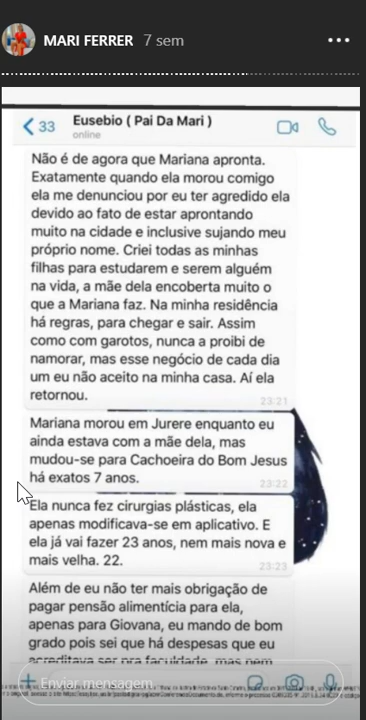 MARI FERRER 7 sem
33 Eusebio ( Pai Da Mari )
online
Não é de agora que Mariana apronta.
Exatamente quando ela morou comigo
ela me denunciou por eu ter agredido ela
devido ao fato de estar aprontando
muito na cidade e inclusive sujando meu
próprio nome. Criei todas as minhas
filhas para estudarem e serem alguém
na vida, a mãe dela encoberta muito o
que a Mariana faz. Na minha residência
há regras, para chegar e sair. Assim
como com garotos, nunca a proibi de
namorar, mas esse negócio de cada dia
um eu não aceito na minha casa. Aí ela
retornou.
23:21
Mariana morou em Jurere enquanto eu
ainda estava com a mãe dela, mas
mudou-se para Cachoeira do Bom Jesus
há exatos 7 anos.
23:22
Ela nunca fez cirurgias plásticas, ela
apenas modificava-se em aplicativo. E
ela já vai fazer 23 anos, nem mais nova e
mais velha. 22.
23:23
Além de eu não ter mais obrigação de
pagar pensão alimentícia para ela,
apenas para Giovana, eu mando de bom
grado pois sei que há despesas que eu
acreditava ser pra faculdade, mas nem
Enviar mensagem